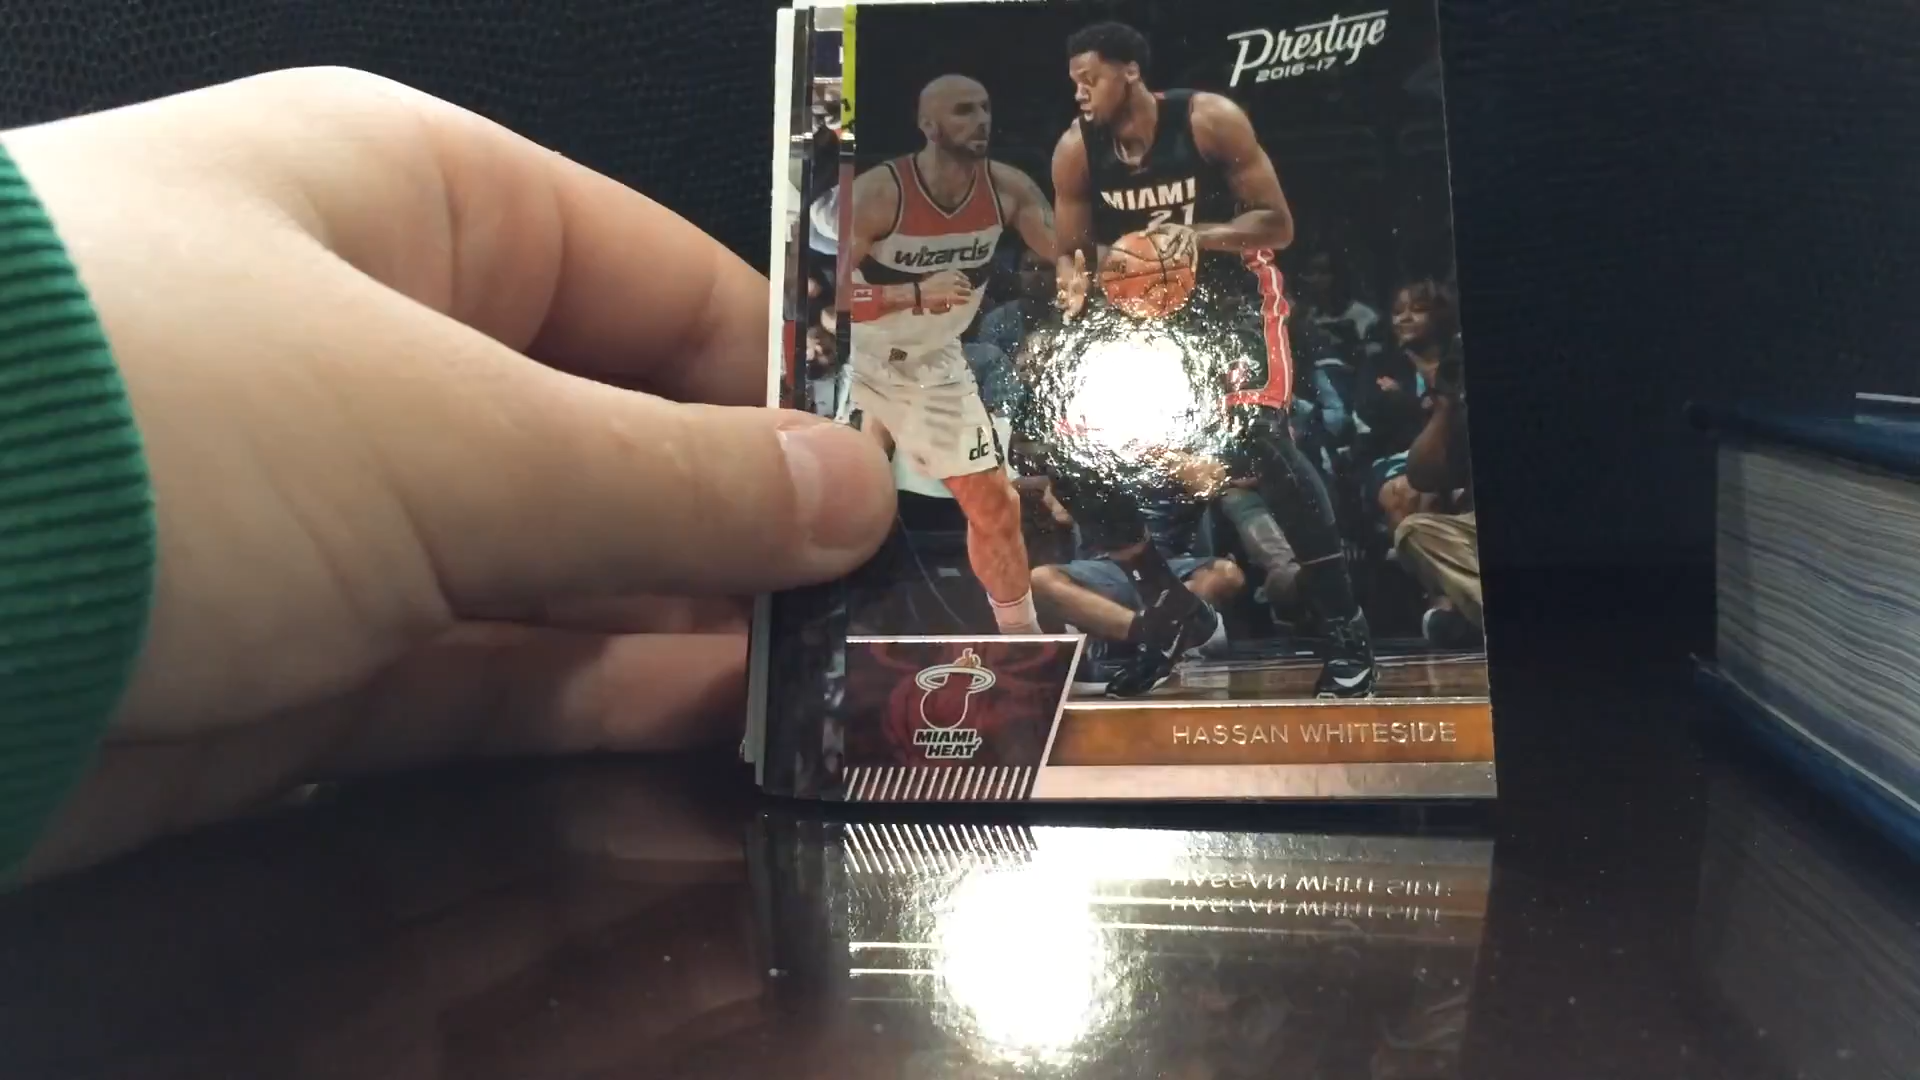 Prestige
2016-17
MIAMI
21
wizards
dc
MIAMI
HEAT
HASSAN WHITESIDE